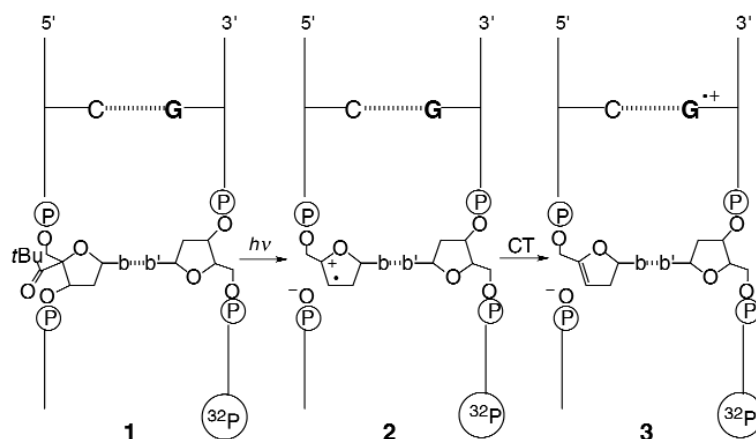 5' 3' 5' 3' 5' 3'
C G C G C G •+
P P P P P P
O O O O O O
tBu O b b' O O b b' O O b b' O
hν CT
O O O + • O O
O −O −O
P P P P P P
32P 32P 32P
1 2 3